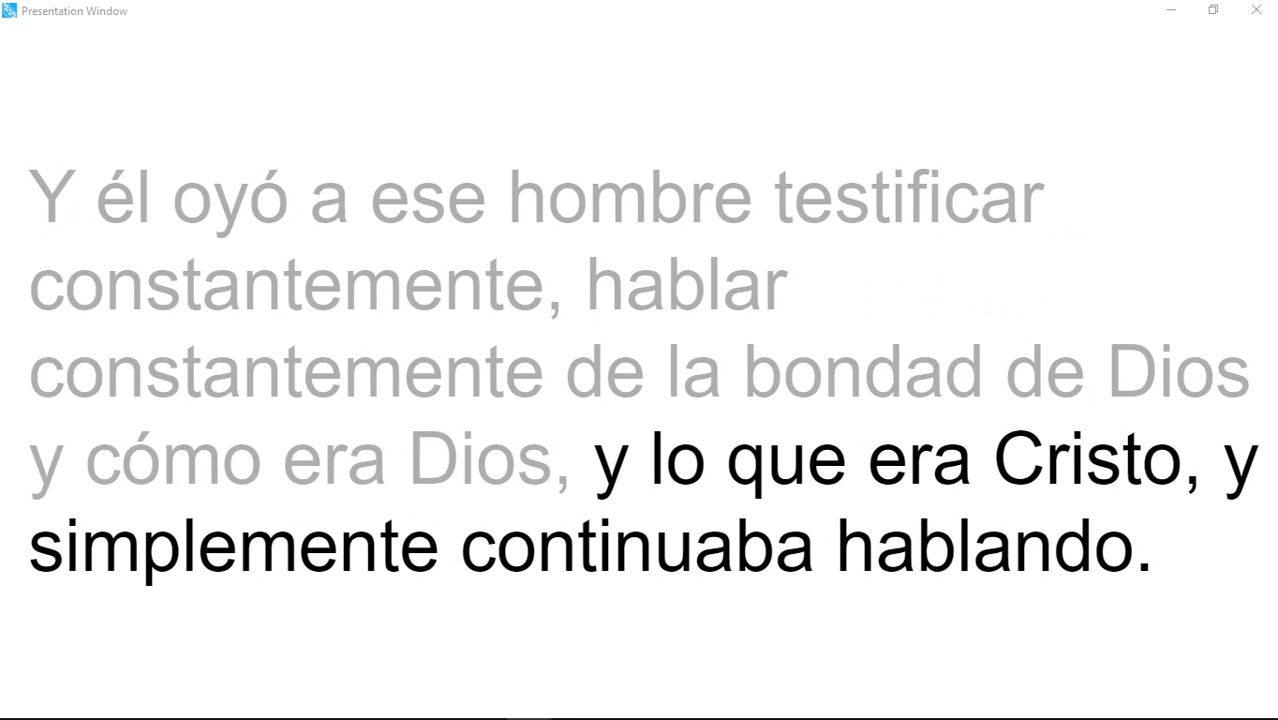 Presentation Window
Y él oyó a ese hombre testificar
constantemente, hablar
constantemente de la bondad de Dios
y cómo era Dios, y lo que era Cristo, y
simplemente continuaba hablando.